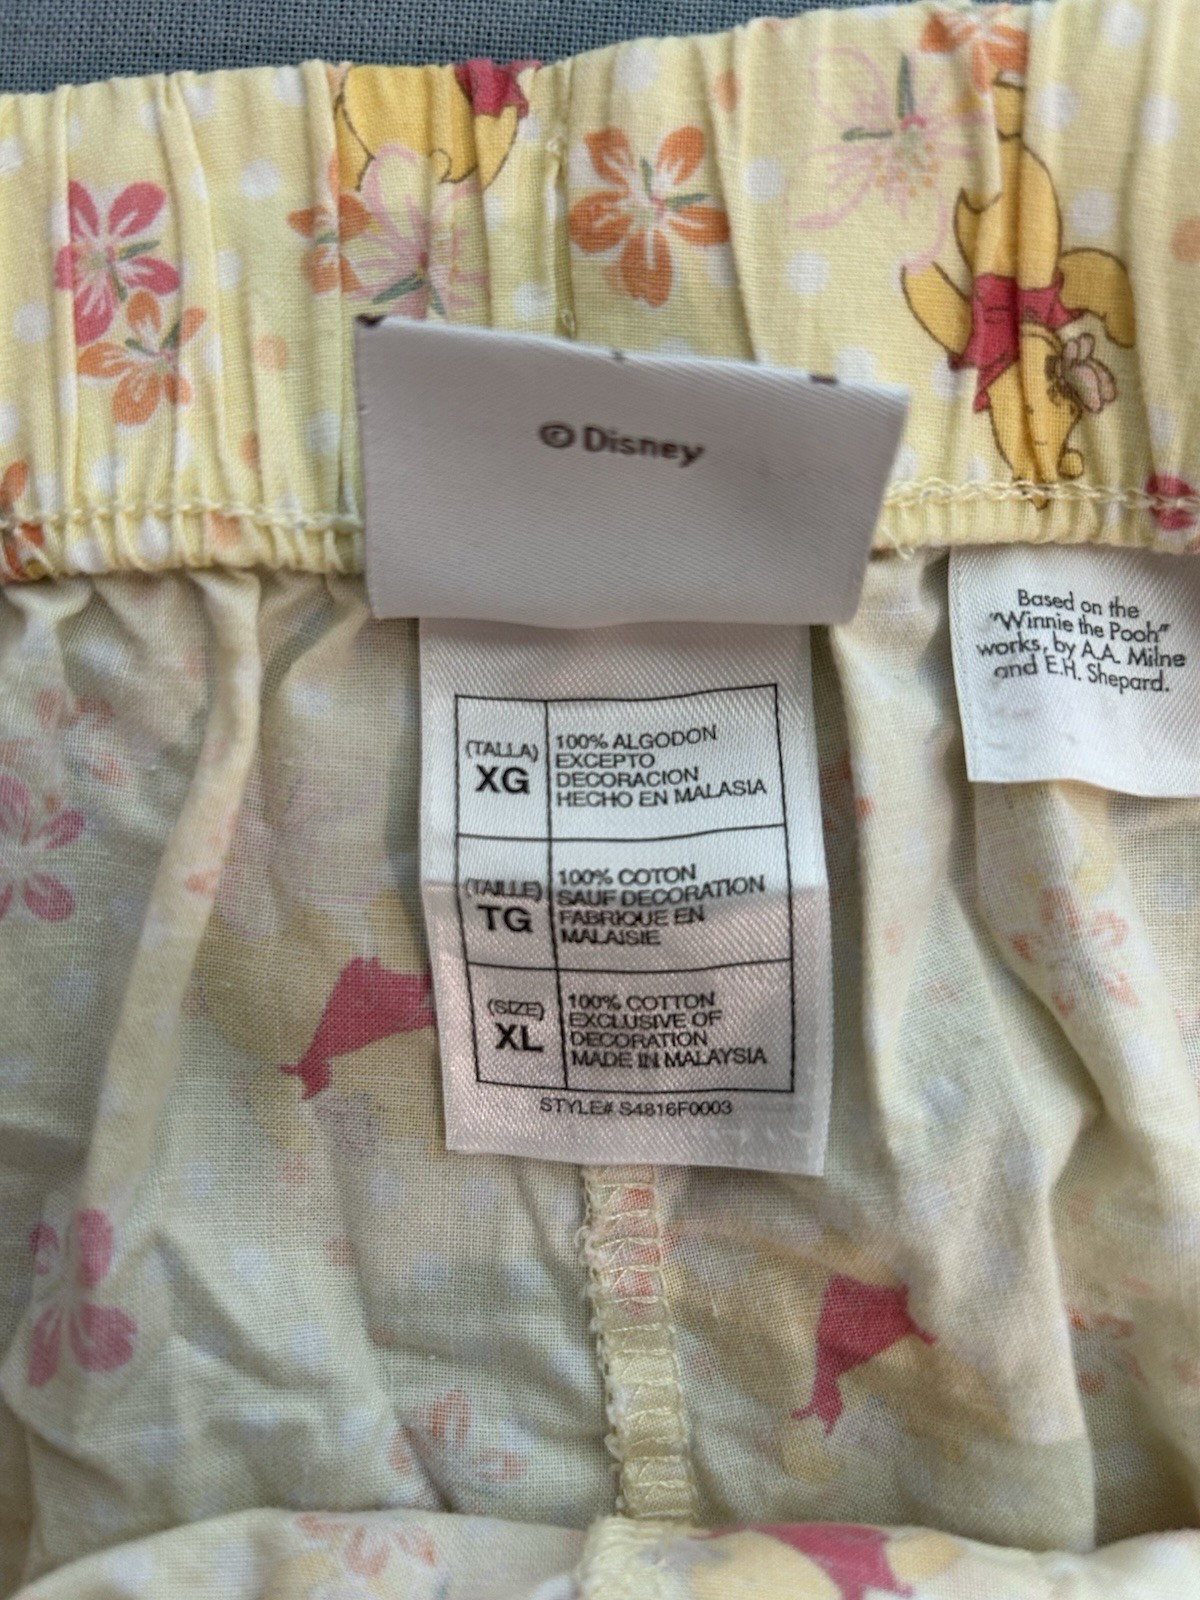 © Disney
Based on the
"Winnie the Pooh"
works, by A.A. Milne
and E.H. Shepard.
(TALLA)
XG
100% ALGODON
EXCEPTO
DECORACION
HECHO EN MALASIA
(TAILLE)
TG
100% COTON
SAUF DECORATION
FABRIQUE EN
MALAISIE
(SIZE)
XL
100% COTTON
EXCLUSIVE OF
DECORATION
MADE IN MALAYSIA
STYLE# S4816F0003